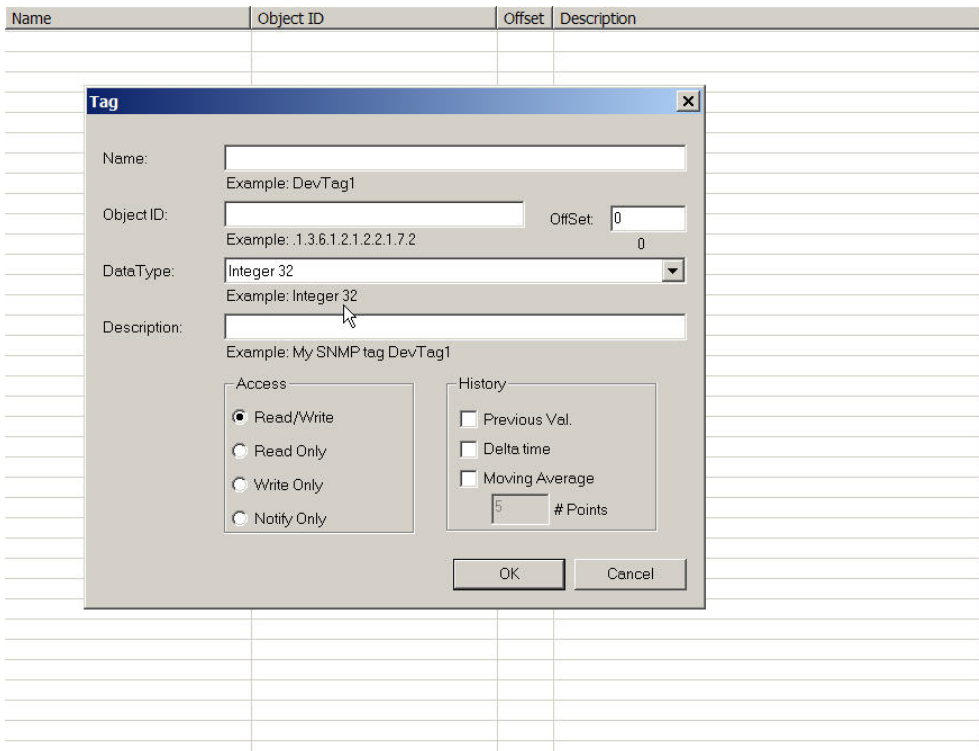 Name Object ID Offset Description
Tag
Name:
Example: DevTag1
Object ID: OffSet: 0
Example: .1.3.6.1.2.1.2.2.1.7.2 0
DataType: Integer 32
Example: Integer 32
Description:
Example: My SNMP tag DevTag1
Access History
Read/Write Previous Val.
Read Only Delta time
Write Only Moving Average
Notify Only 5 # Points
OK Cancel